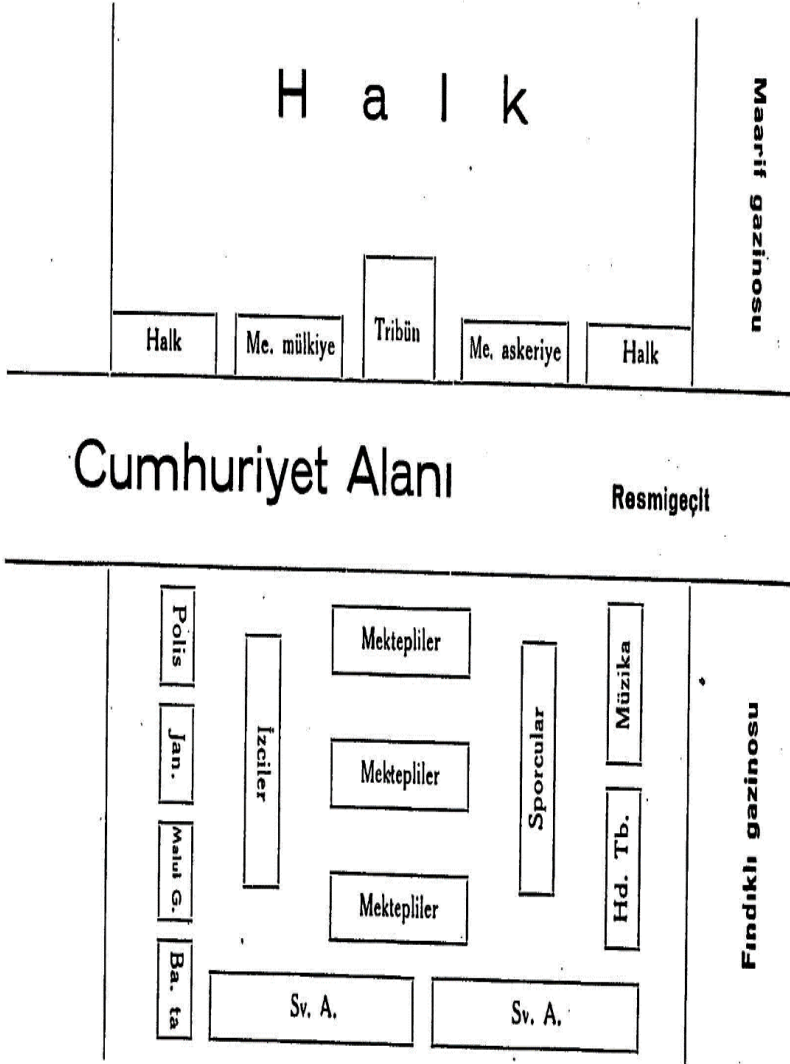 Halk
Maarif gazinosu
Halk
Me. mülkiye
Tribün
Me. askeriye
Halk
Cumhuriyet Alanı
Resmigeçit
Polis
Jan.
Malul G.
Ba. ta
İzciler
Mektepliler
Mektepliler
Mektepliler
Sporcular
Müzika
Hd. Tb.
Sv. A.
Sv. A.
Fındıklı gazinosu